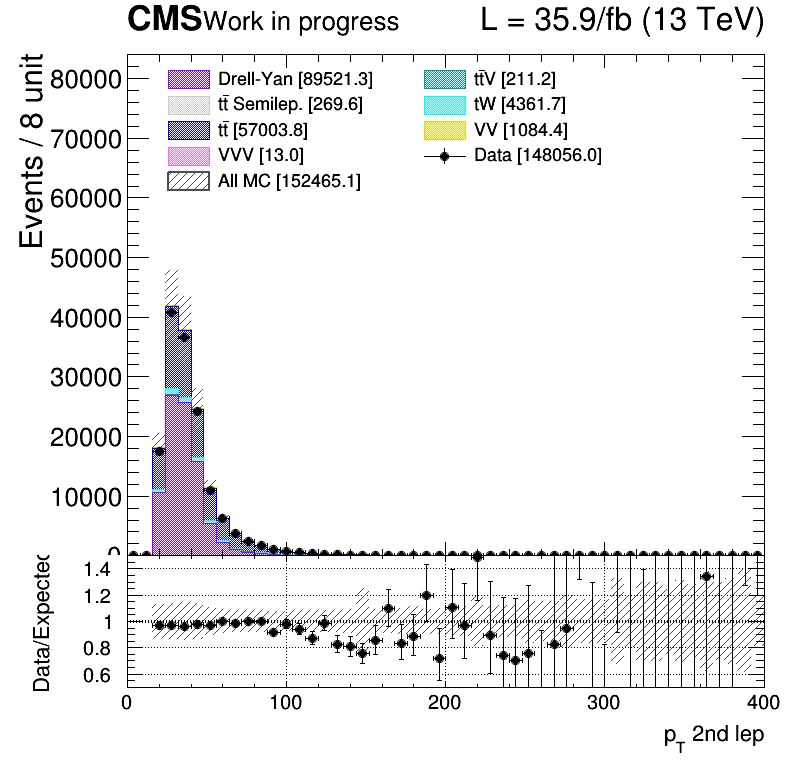 CMS Work in progress L = 35.9/fb (13 TeV)
Events / 8 unit
80000
70000
60000
50000
40000
30000
20000
10000
0
Drell-Yan [89521.3]
tt̄ Semilep. [269.6]
tt̄ [57003.8]
VVV [13.0]
All MC [152465.1]
tt̄V [211.2]
tW [4361.7]
VV [1084.4]
Data [148056.0]
Data/Expected
1.4
1.2
1
0.8
0.6
0 100 200 300 400
p_T 2nd lep